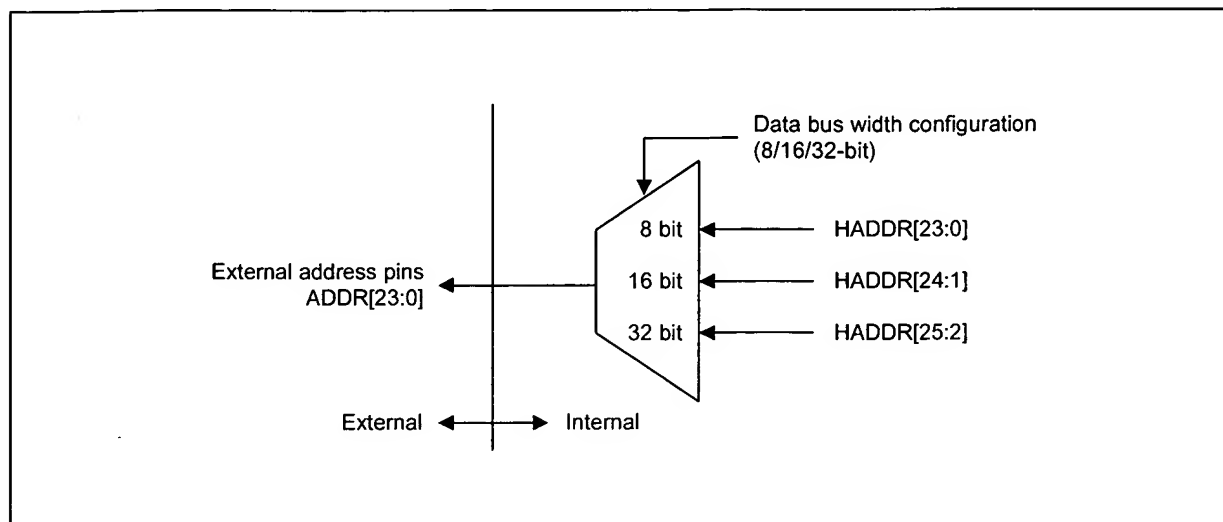 Data bus width configuration
(8/16/32-bit)
8 bit
HADDR[23:0]
External address pins
ADDR[23:0]
16 bit
HADDR[24:1]
32 bit
HADDR[25:2]
External
Internal